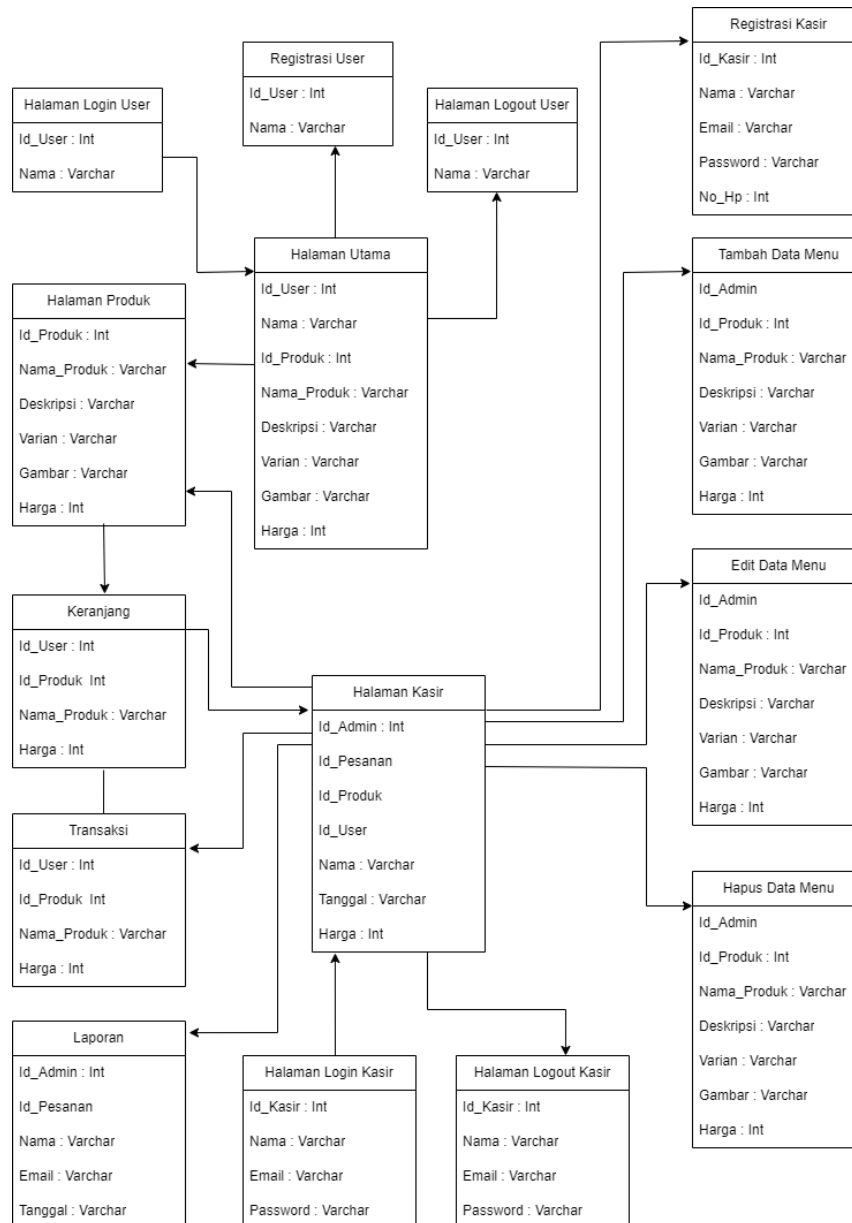 Registrasi User
Id_User : Int
Nama : Varchar
Halaman Login User
Id_User : Int
Nama : Varchar
Halaman Logout User
Id_User : Int
Nama : Varchar
Registrasi Kasir
Id_Kasir : Int
Nama : Varchar
Email : Varchar
Password : Varchar
No_Hp : Int
Halaman Utama
Id_User : Int
Nama : Varchar
Id_Produk : Int
Nama_Produk : Varchar
Deskripsi : Varchar
Varian : Varchar
Gambar : Varchar
Harga : Int
Halaman Produk
Id_Produk : Int
Nama_Produk : Varchar
Deskripsi : Varchar
Varian : Varchar
Gambar : Varchar
Harga : Int
Tambah Data Menu
Id_Admin
Id_Produk : Int
Nama_Produk : Varchar
Deskripsi : Varchar
Varian : Varchar
Gambar : Varchar
Harga : Int
Edit Data Menu
Id_Admin
Id_Produk : Int
Nama_Produk : Varchar
Deskripsi : Varchar
Varian : Varchar
Gambar : Varchar
Harga : Int
Keranjang
Id_User : Int
Id_Produk Int
Nama_Produk : Varchar
Harga : Int
Halaman Kasir
Id_Admin : Int
Id_Pesanan
Id_Produk
Id_User
Nama : Varchar
Tanggal : Varchar
Harga : Int
Transaksi
Id_User : Int
Id_Produk Int
Nama_Produk : Varchar
Harga : Int
Hapus Data Menu
Id_Admin
Id_Produk : Int
Nama_Produk : Varchar
Deskripsi : Varchar
Varian : Varchar
Gambar : Varchar
Harga : Int
Laporan
Id_Admin : Int
Id_Pesanan
Nama : Varchar
Email : Varchar
Tanggal : Varchar
Halaman Login Kasir
Id_Kasir : Int
Nama : Varchar
Email : Varchar
Password : Varchar
Halaman Logout Kasir
Id_Kasir : Int
Nama : Varchar
Email : Varchar
Password : Varchar